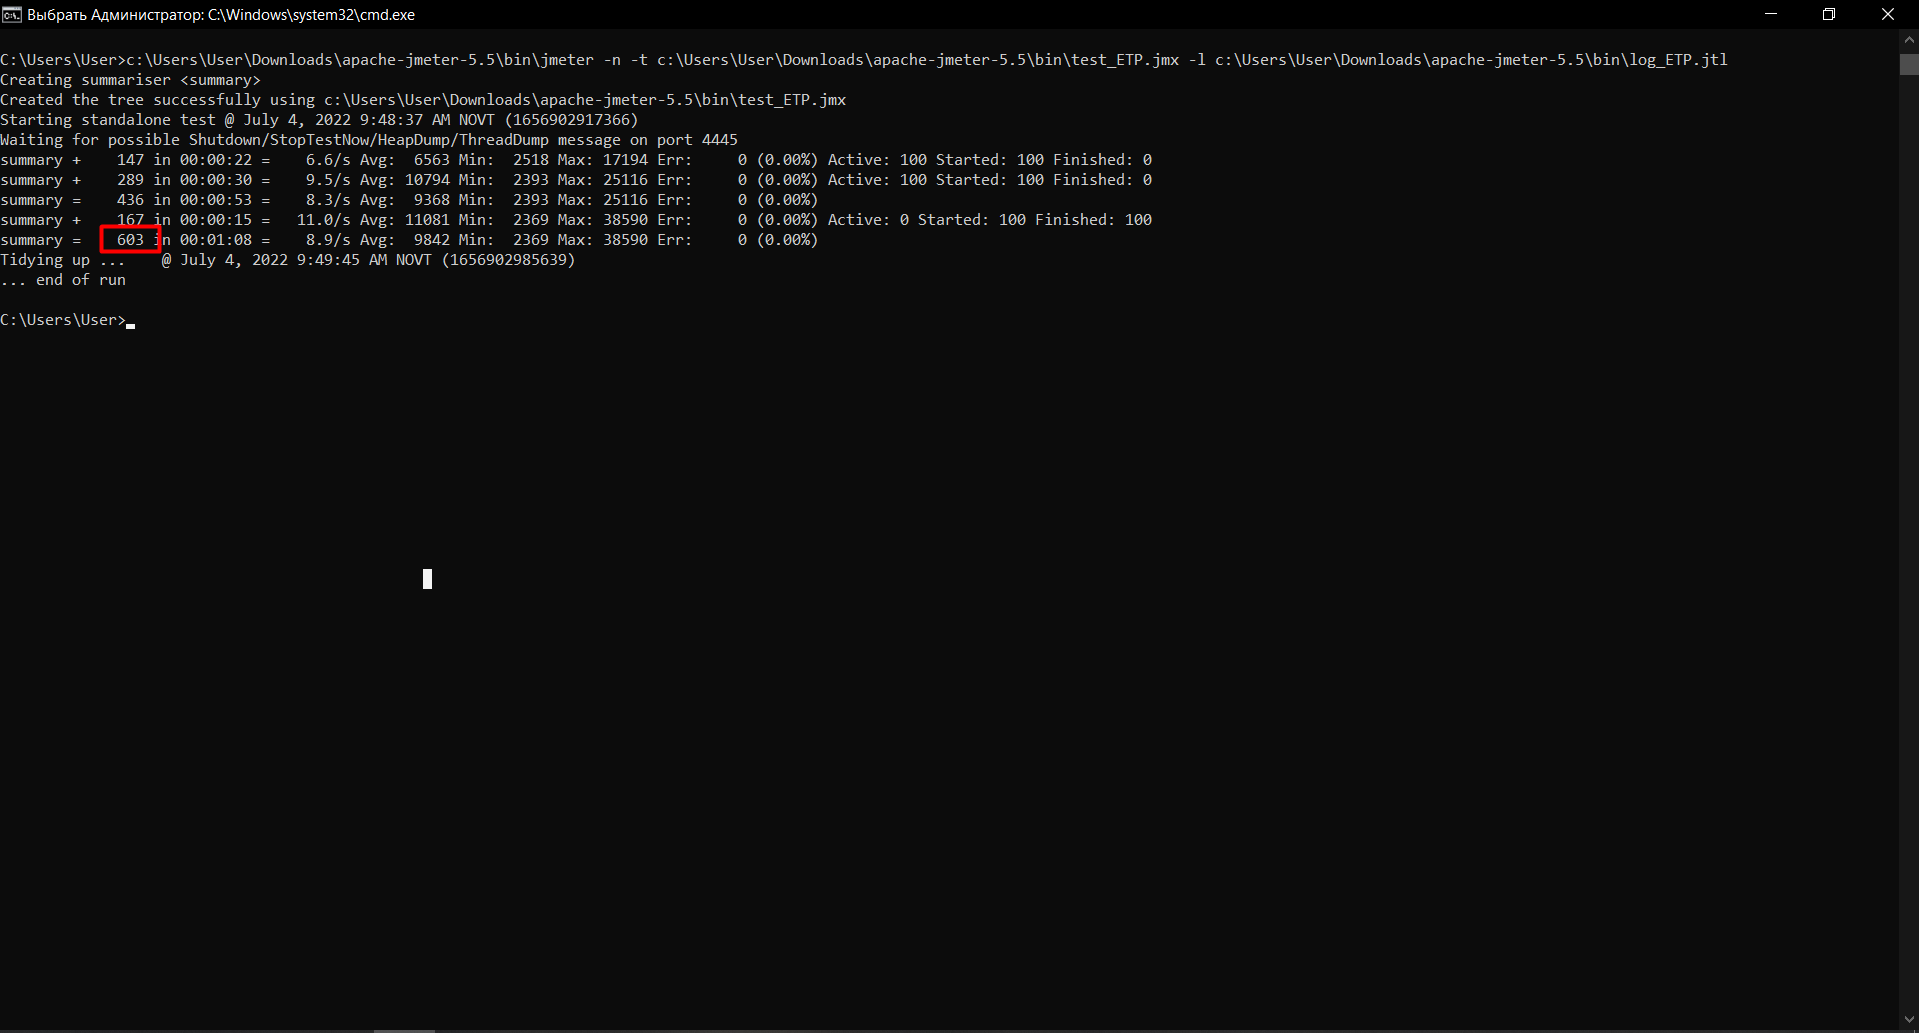 Выбрать Администратор: C:\Windows\system32\cmd.exe
C:\Users\User>c:\Users\User\Downloads\apache-jmeter-5.5\bin\jmeter -n -t c:\Users\User\Downloads\apache-jmeter-5.5\bin\test_ETP.jmx -l c:\Users\User\Downloads\apache-jmeter-5.5\bin\log_ETP.jtl
Creating summariser <summary>
Created the tree successfully using c:\Users\User\Downloads\apache-jmeter-5.5\bin\test_ETP.jmx
Starting standalone test @ July 4, 2022 9:48:37 AM NOVT (1656902917366)
Waiting for possible Shutdown/StopTestNow/HeapDump/ThreadDump message on port 4445
summary +    147 in 00:00:22 =    6.6/s Avg:  6563 Min:  2518 Max: 17194 Err:     0 (0.00%) Active: 100 Started: 100 Finished: 0
summary +    289 in 00:00:30 =    9.5/s Avg: 10794 Min:  2393 Max: 25116 Err:     0 (0.00%) Active: 100 Started: 100 Finished: 0
summary =    436 in 00:00:53 =    8.3/s Avg:  9368 Min:  2393 Max: 25116 Err:     0 (0.00%)
summary +    167 in 00:00:15 =   11.0/s Avg: 11081 Min:  2369 Max: 38590 Err:     0 (0.00%) Active: 0 Started: 100 Finished: 100
summary =    603 in 00:01:08 =    8.9/s Avg:  9842 Min:  2369 Max: 38590 Err:     0 (0.00%)
Tidying up ...    @ July 4, 2022 9:49:45 AM NOVT (1656902985639)
... end of run
C:\Users\User>